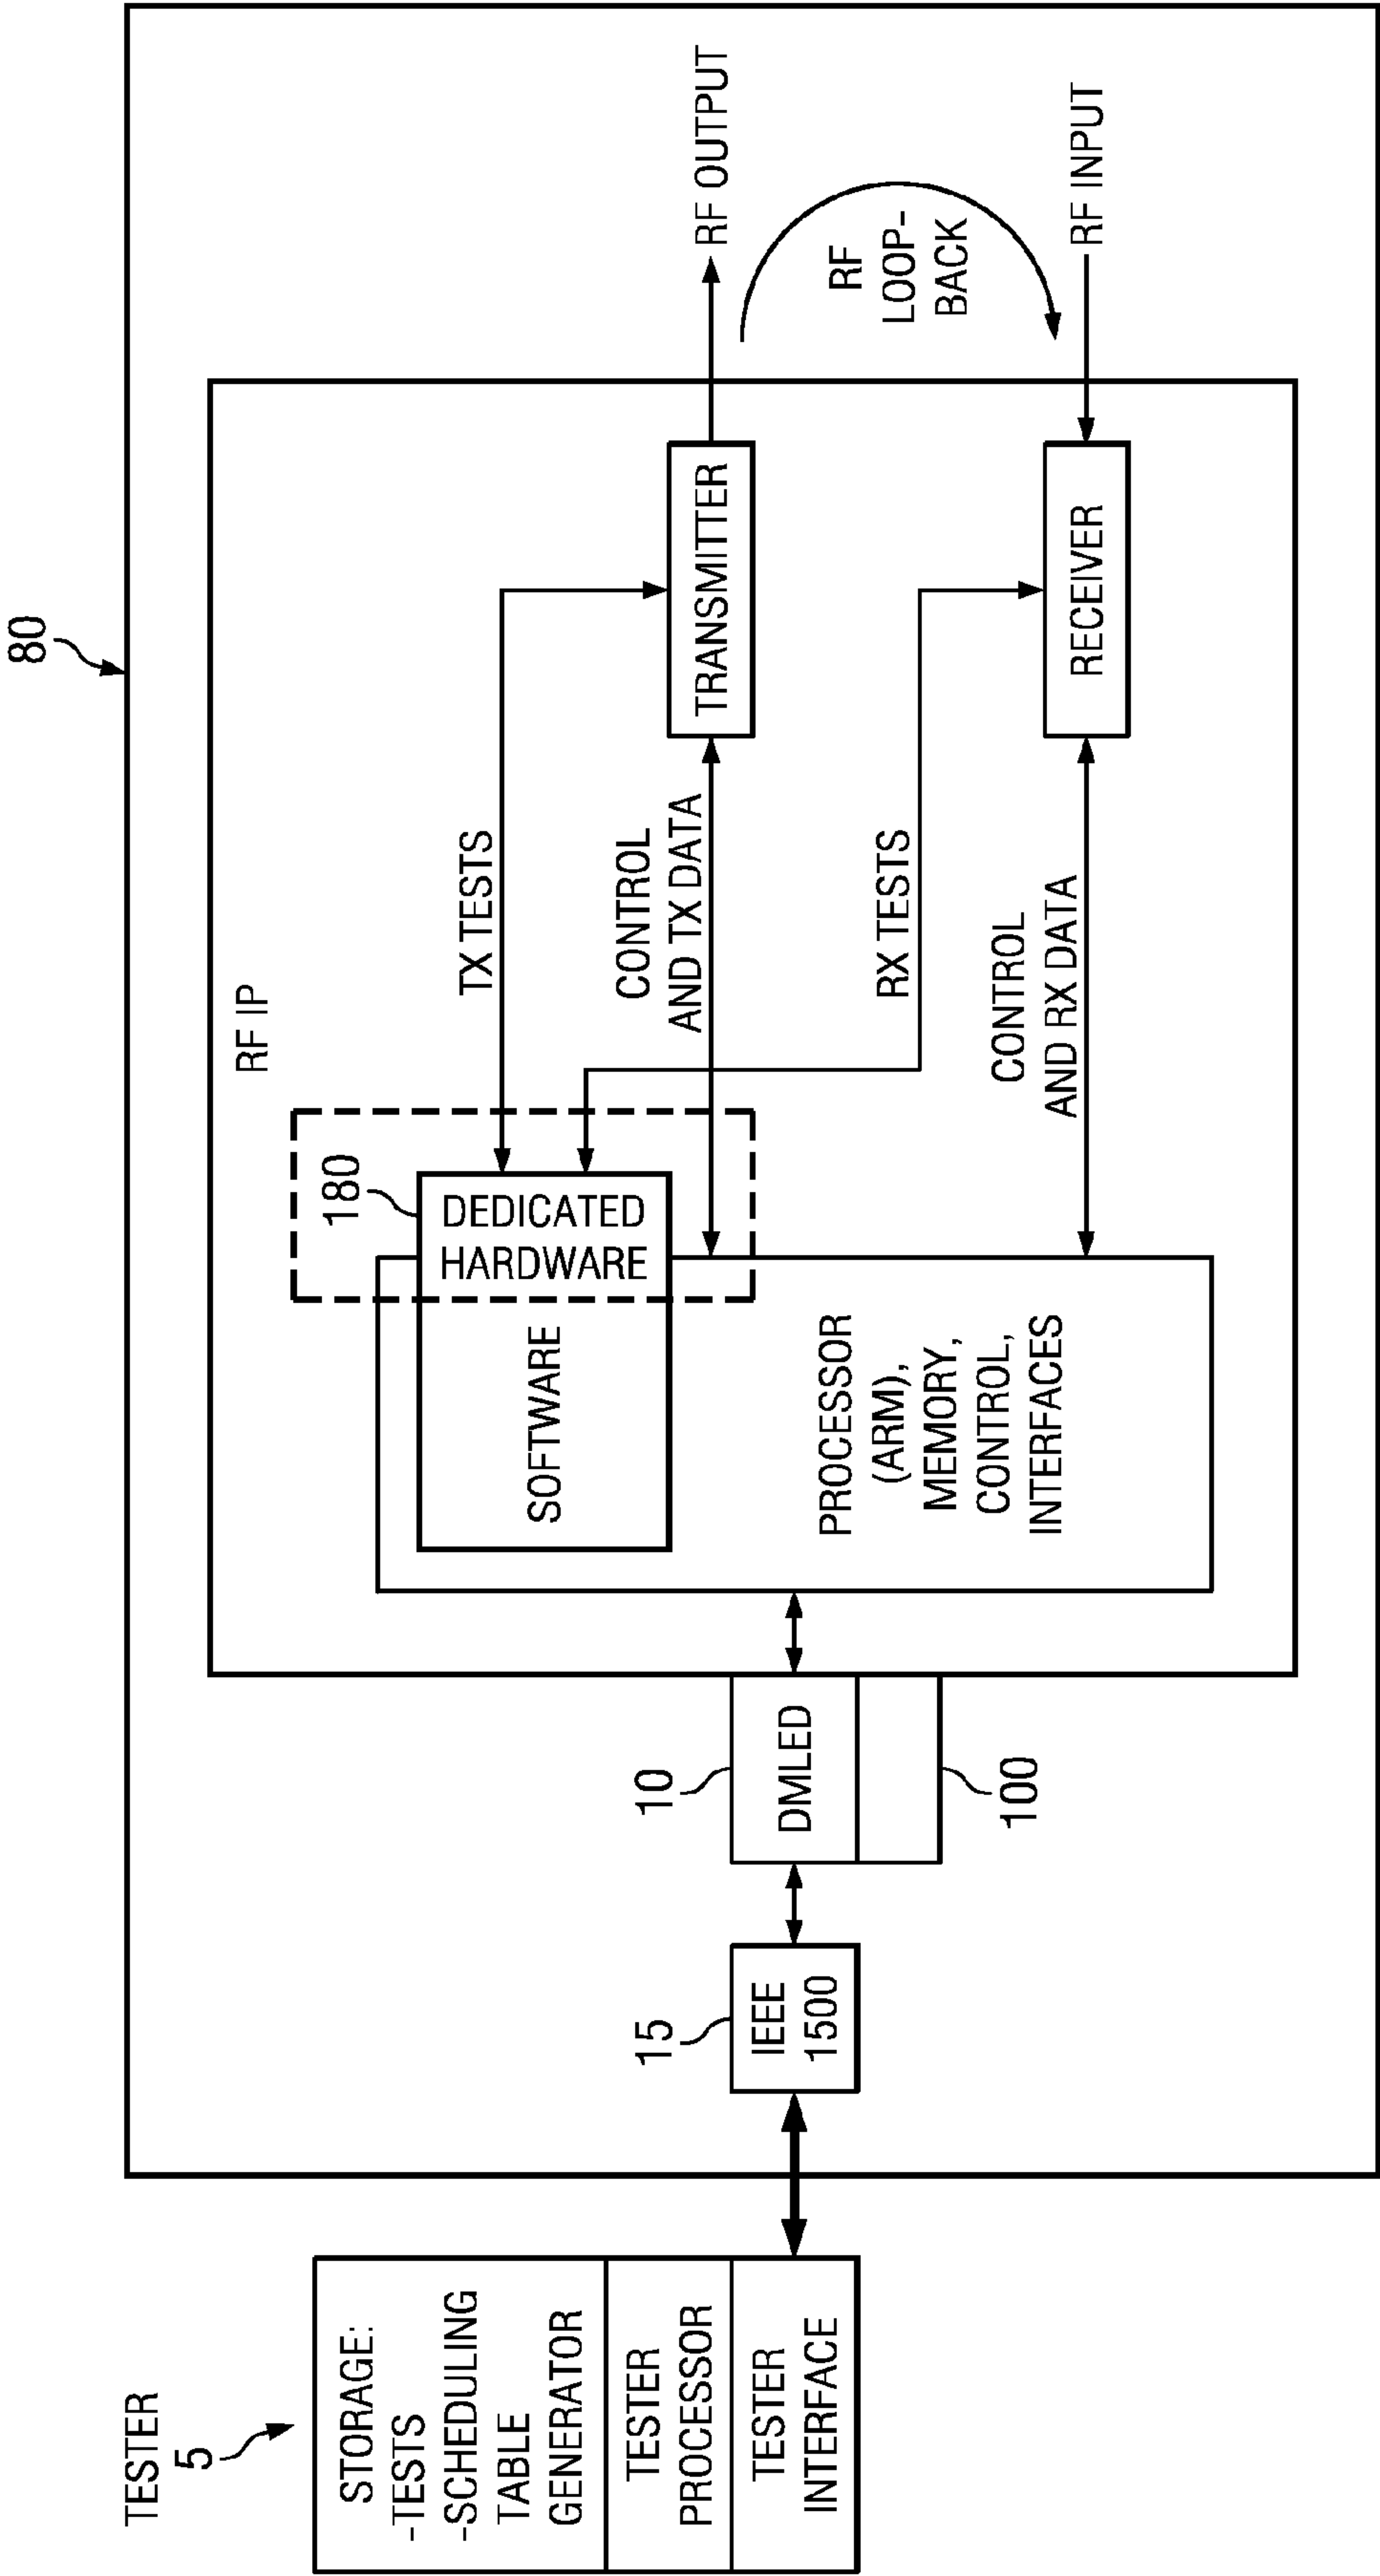 TESTER
5
STORAGE:
-TESTS
-SCHEDULING
TABLE
GENERATOR
TESTER
PROCESSOR
TESTER
INTERFACE
80
15
IEEE
1500
10
DMLED
100
RF IP
180
DEDICATED
HARDWARE
SOFTWARE
PROCESSOR
(ARM),
MEMORY,
CONTROL,
INTERFACES
TX TESTS
CONTROL
AND TX DATA
RX TESTS
CONTROL
AND RX DATA
TRANSMITTER
RECEIVER
RF OUTPUT
RF
LOOP-
BACK
RF INPUT